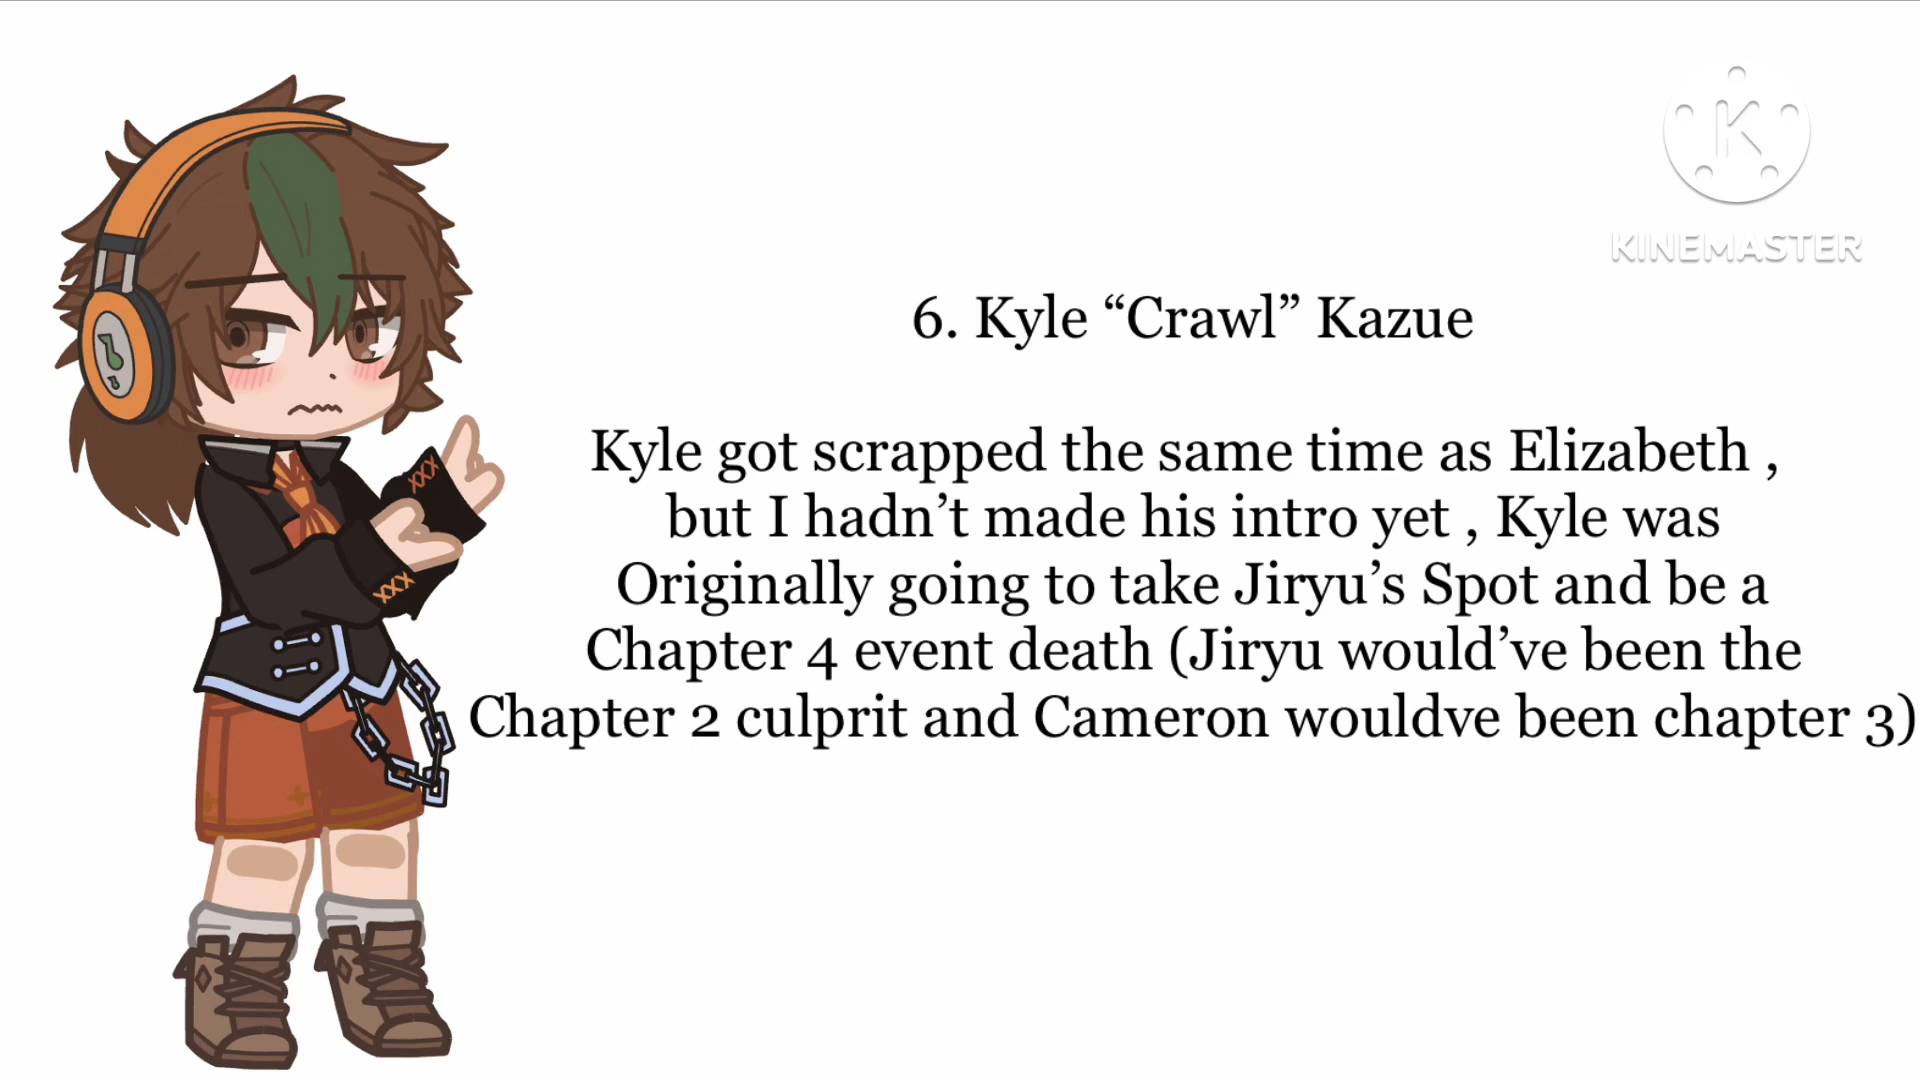 K
KINEMASTER
6. Kyle “Crawl” Kazue
Kyle got scrapped the same time as Elizabeth ,
but I hadn’t made his intro yet , Kyle was
Originally going to take Jiryu’s Spot and be a
Chapter 4 event death (Jiryu would’ve been the
Chapter 2 culprit and Cameron wouldve been chapter 3)